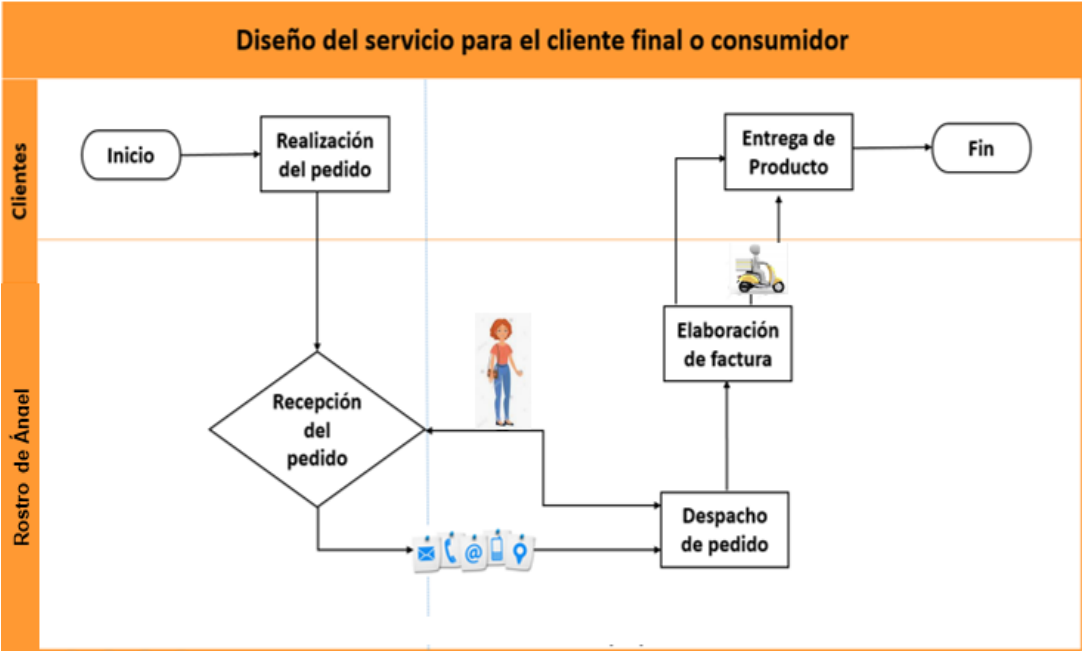 Diseño del servicio para el cliente final o consumidor
Clientes
Inicio
Realización
del pedido
Entrega de
Producto
Fin
Rostro de Ángel
Recepción
del
pedido
Elaboración
de factura
Despacho
de pedido
@